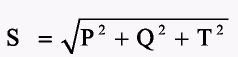 S = √P² + Q² + T²